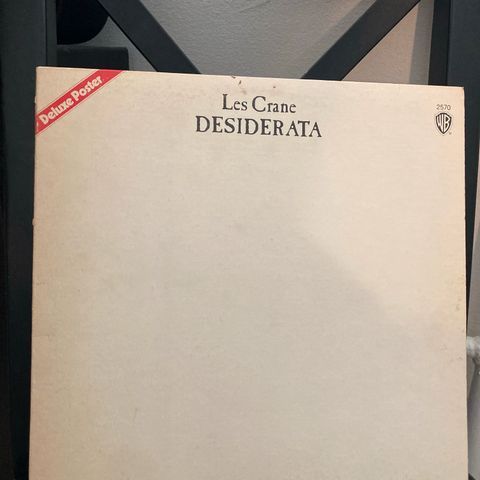 Deluxe Poster
Les Crane
DESIDERATA
2570
WB